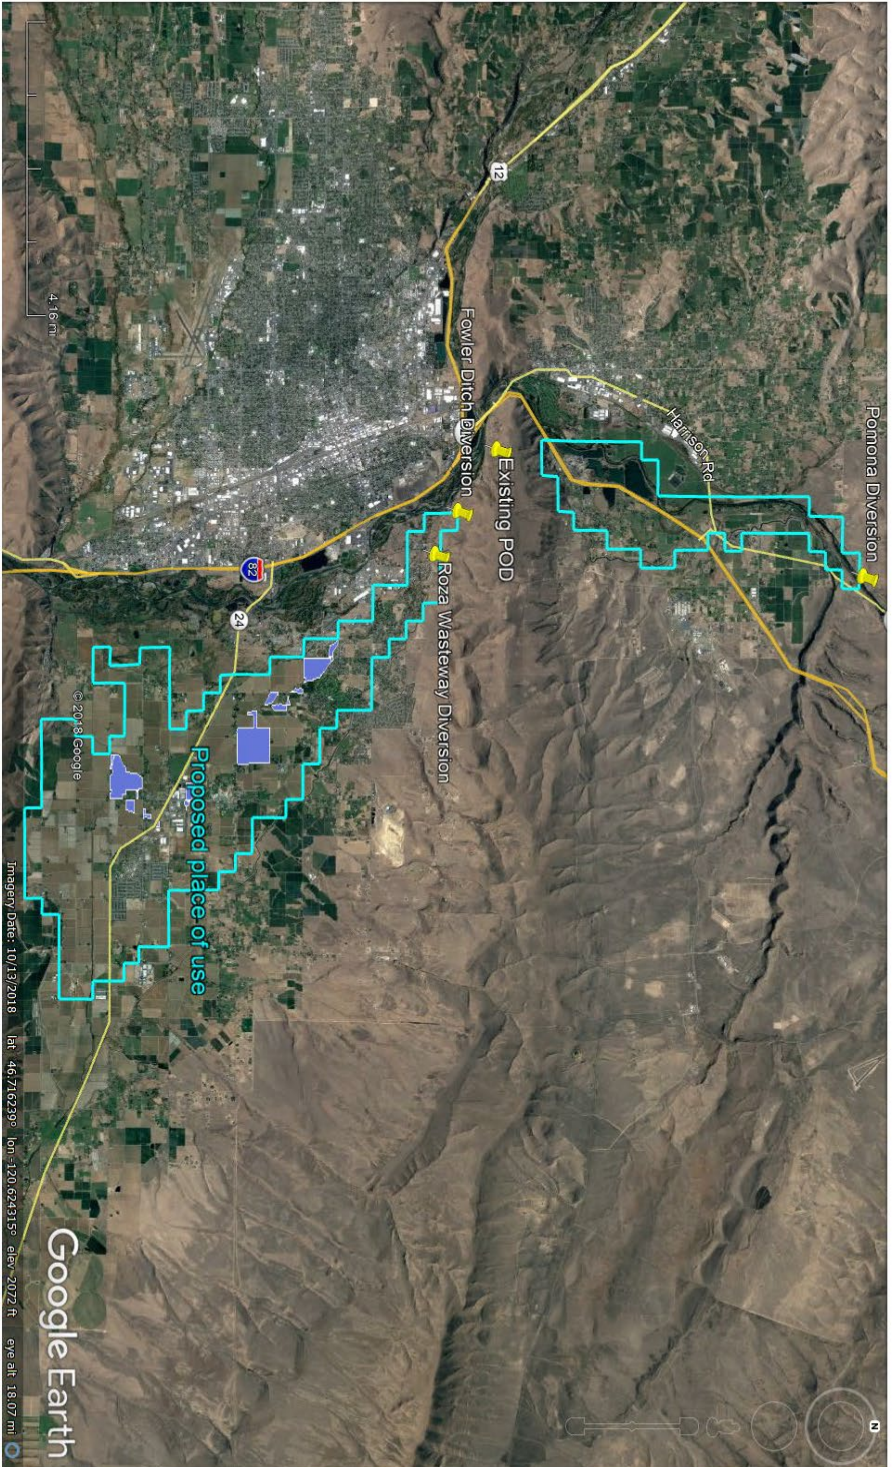 Pomona Diversion
Harrison Rd
12
Existing POD
Fowler Ditch Diversion
Roza Wasteway Diversion
82
24
Proposed place of use
© 2018 Google
4.16 mi
N
Google Earth
Imagery Date: 10/13/2018 lat 46.716239° lon -120.624315° elev 2072 ft eye alt 18.07 mi